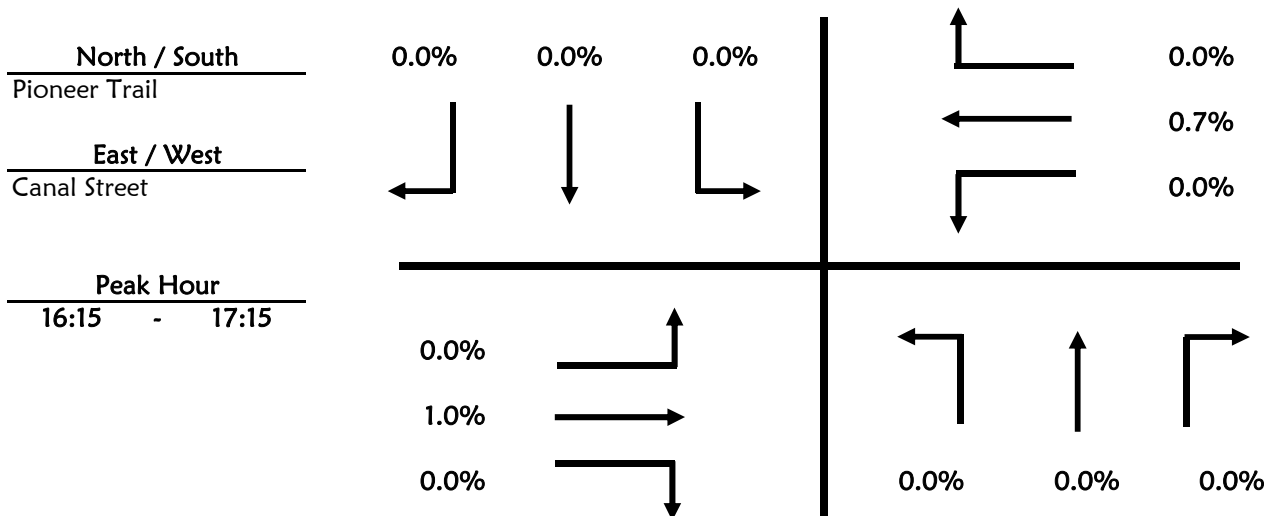 North / South
Pioneer Trail
East / West
Canal Street
Peak Hour
16:15 - 17:15
0.0% 0.0% 0.0%
0.0%
0.7%
0.0%
0.0%
1.0%
0.0%
0.0% 0.0% 0.0%